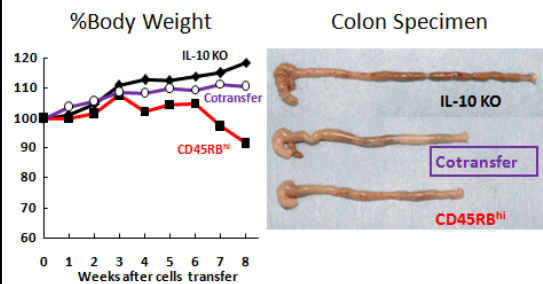 %Body Weight
Colon Specimen
120
110
100
90
80
70
60
0 1 2 3 4 5 6 7 8
Weeks after cells transfer
IL-10 KO
Cotransfer
CD45RBhi
IL-10 KO
Cotransfer
CD45RBhi